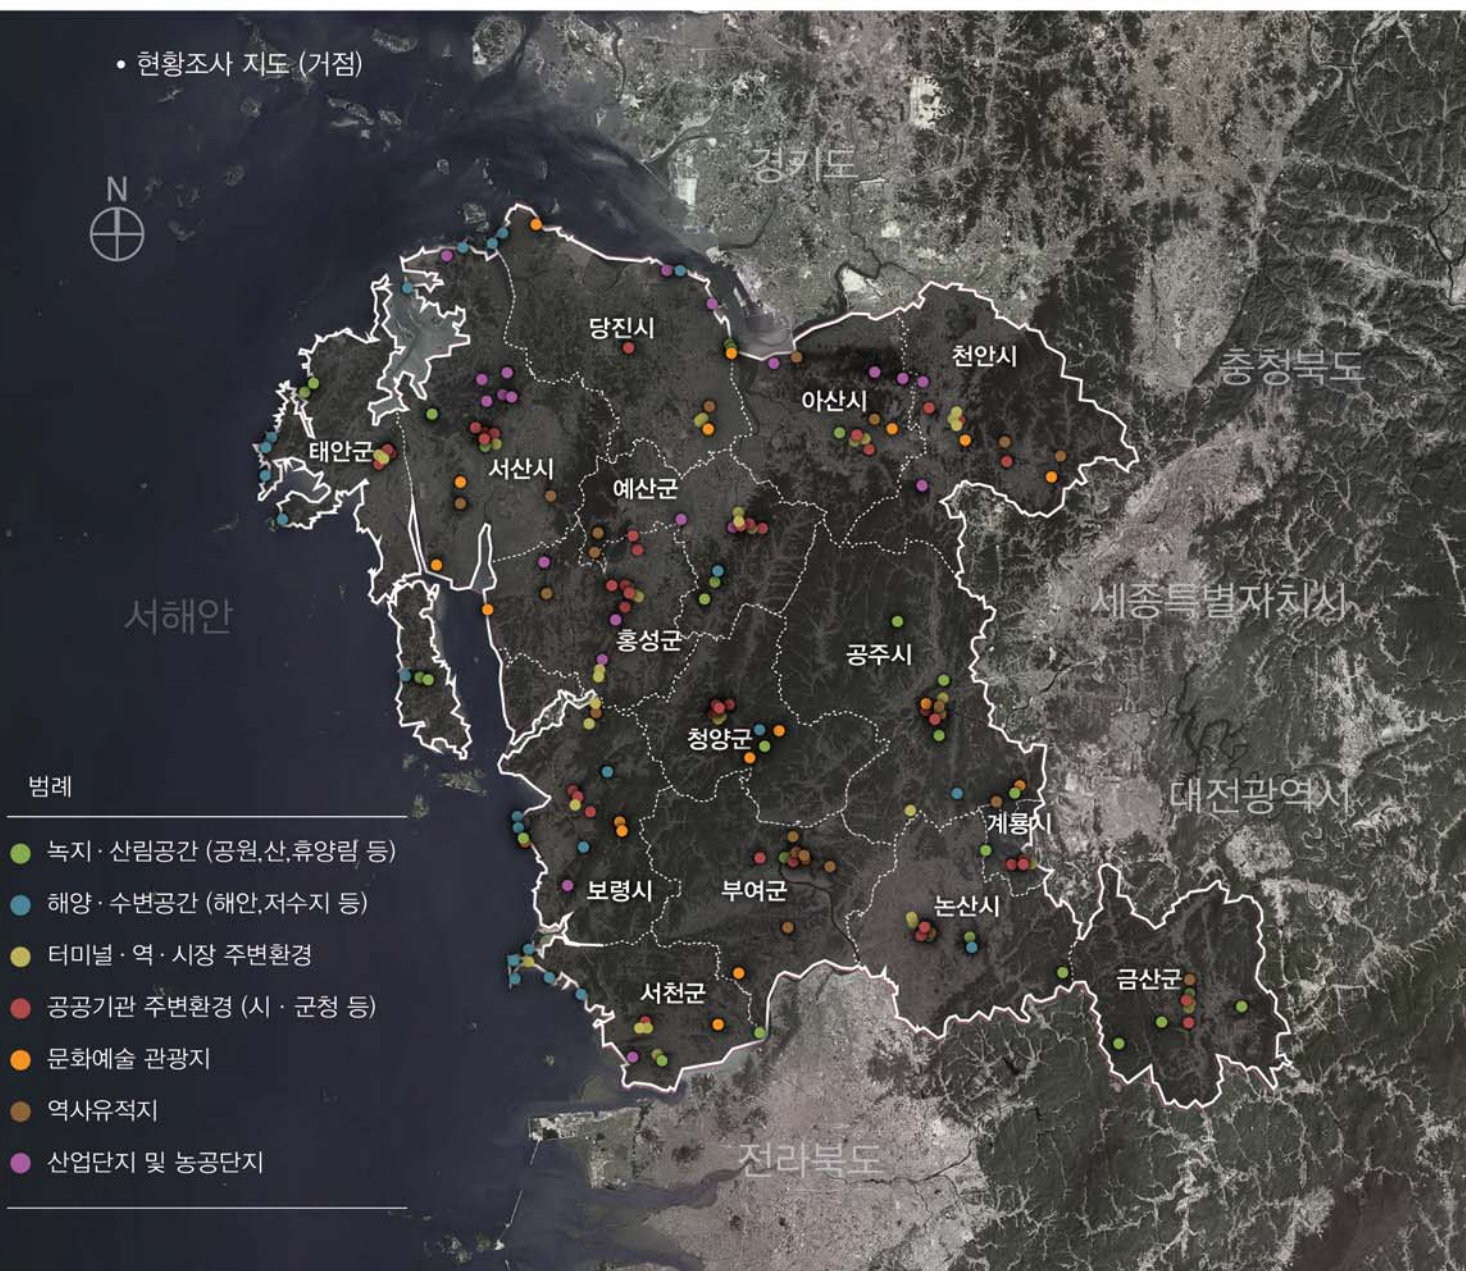 • 현황조사 지도 (거점)
경기도
N
당진시
천안시
충청북도
아산시
태안군
서산시
예산군
세종특별자치시
서해안
홍성군
공주시
청양군
범례
대전광역시
계룡시
녹지·산림공간 (공원,산,휴양림 등)
보령시
부여군
해양·수변공간 (해안,저수지 등)
논산시
터미널·역·시장 주변환경
금산군
서천군
공공기관 주변환경 (시·군청 등)
문화예술 관광지
역사유적지
전라북도
산업단지 및 농공단지